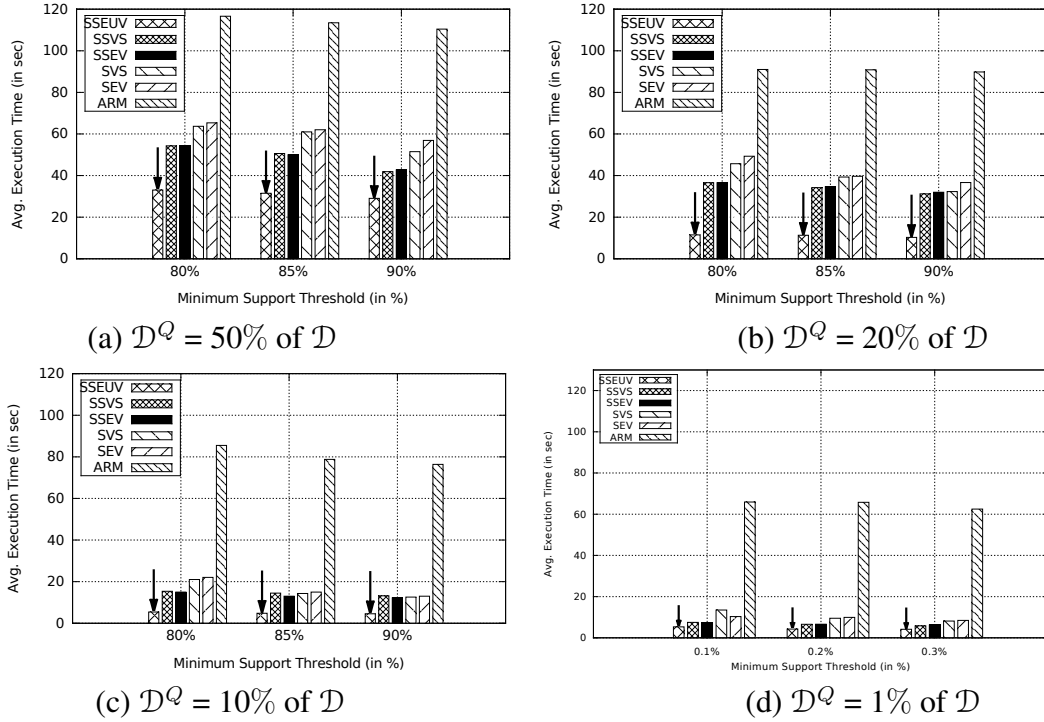 120
100
80
60
40
20
0
Avg. Execution Time (in sec)
SSEUV
SSVS
SSEV
SVS
SEV
ARM
80% 85% 90%
Minimum Support Threshold (in %)
(a) 𝒟^Q = 50% of 𝒟
120
100
80
60
40
20
0
Avg. Execution Time (in sec)
SSEUV
SSVS
SSEV
SVS
SEV
ARM
80% 85% 90%
Minimum Support Threshold (in %)
(b) 𝒟^Q = 20% of 𝒟
120
100
80
60
40
20
0
Avg. Execution Time (in sec)
SSEUV
SSVS
SSEV
SVS
SEV
ARM
80% 85% 90%
Minimum Support Threshold (in %)
(c) 𝒟^Q = 10% of 𝒟
120
100
80
60
40
20
0
Avg. Execution Time (in sec)
SSEUV
SSVS
SSEV
SVS
SEV
ARM
0.1% 0.2% 0.3%
Minimum Support Threshold (in %)
(d) 𝒟^Q = 1% of 𝒟